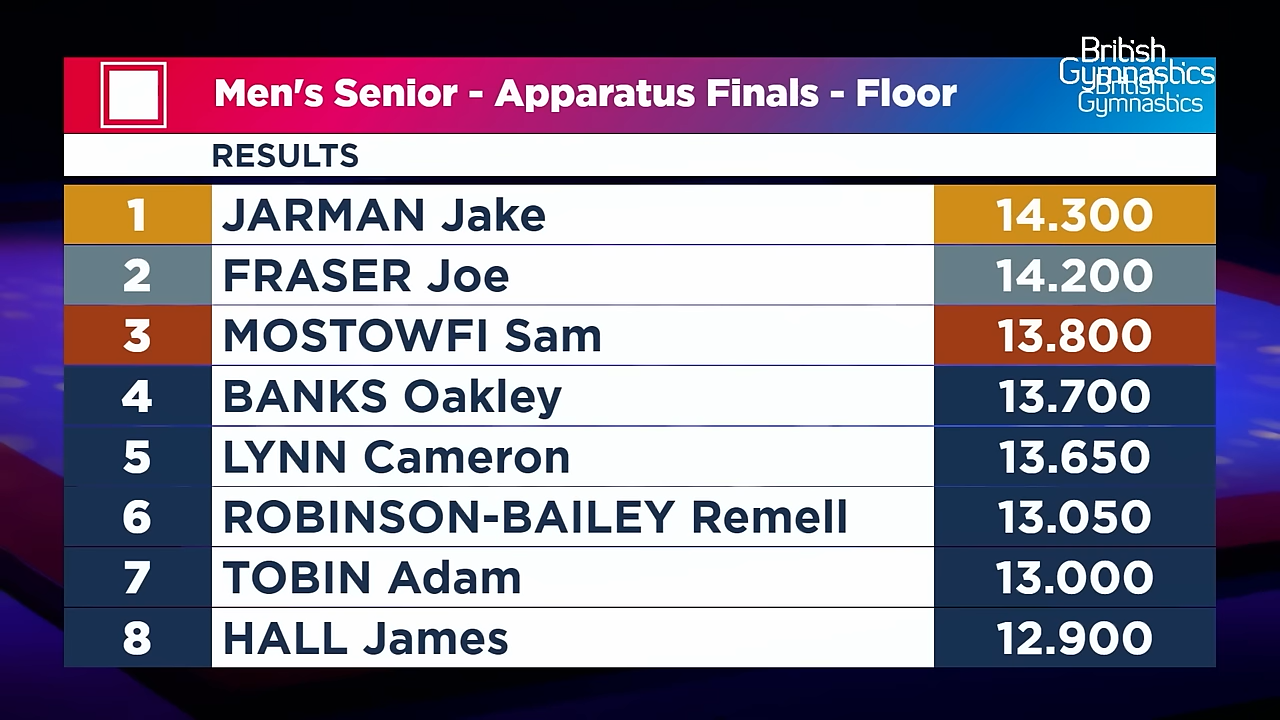 British
Gymnastics
British
Gymnastics
Men's Senior - Apparatus Finals - Floor
RESULTS
1 JARMAN Jake 14.300
2 FRASER Joe 14.200
3 MOSTOWFI Sam 13.800
4 BANKS Oakley 13.700
5 LYNN Cameron 13.650
6 ROBINSON-BAILEY Remell 13.050
7 TOBIN Adam 13.000
8 HALL James 12.900